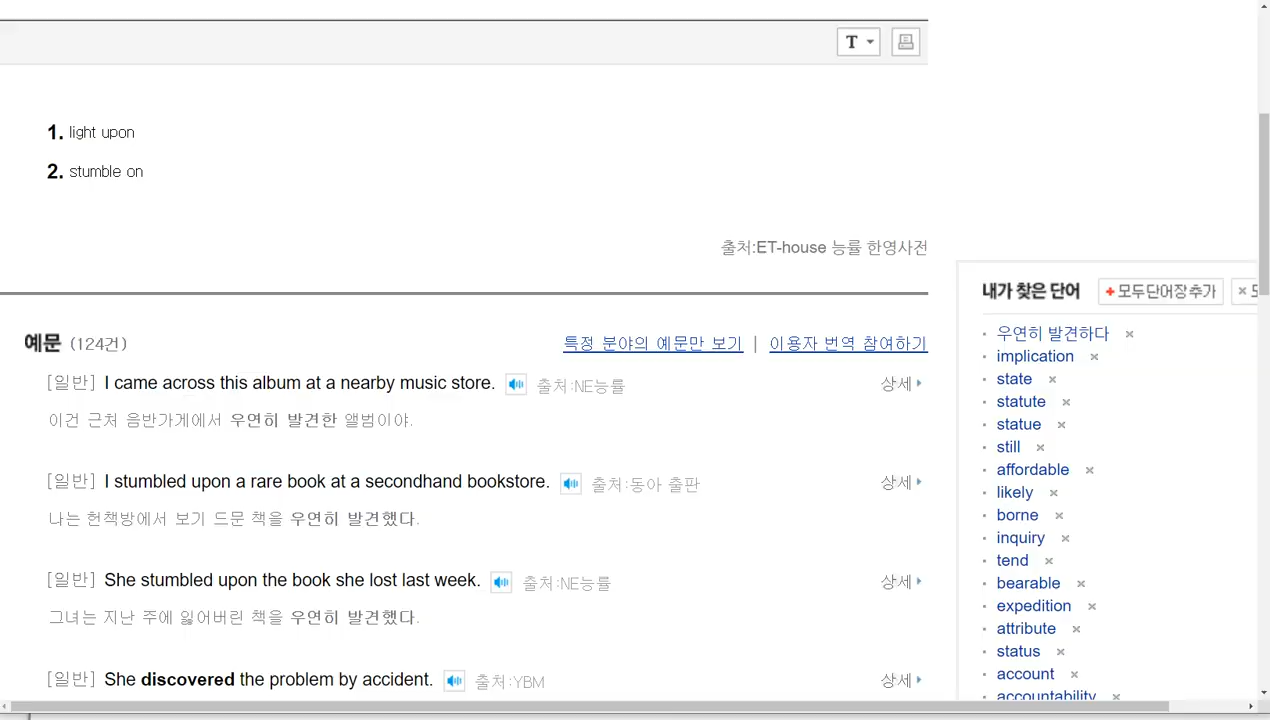 T
1. light upon
2. stumble on
출처:ET-house 능률 한영사전
예문 (124건)
특정 분야의 예문만 보기 | 이용자 번역 참여하기
[일반] I came across this album at a nearby music store. 출처:NE능률 상세
이건 근처 음반가게에서 우연히 발견한 앨범이야.
[일반] I stumbled upon a rare book at a secondhand bookstore. 출처:동아 출판 상세
나는 헌책방에서 보기 드문 책을 우연히 발견했다.
[일반] She stumbled upon the book she lost last week. 출처:NE능률 상세
그녀는 지난 주에 잃어버린 책을 우연히 발견했다.
[일반] She discovered the problem by accident. 출처:YBM 상세
내가 찾은 단어 +모두단어장추가
우연히 발견하다
implication
state
statute
statue
still
affordable
likely
borne
inquiry
tend
bearable
expedition
attribute
status
account
accountability